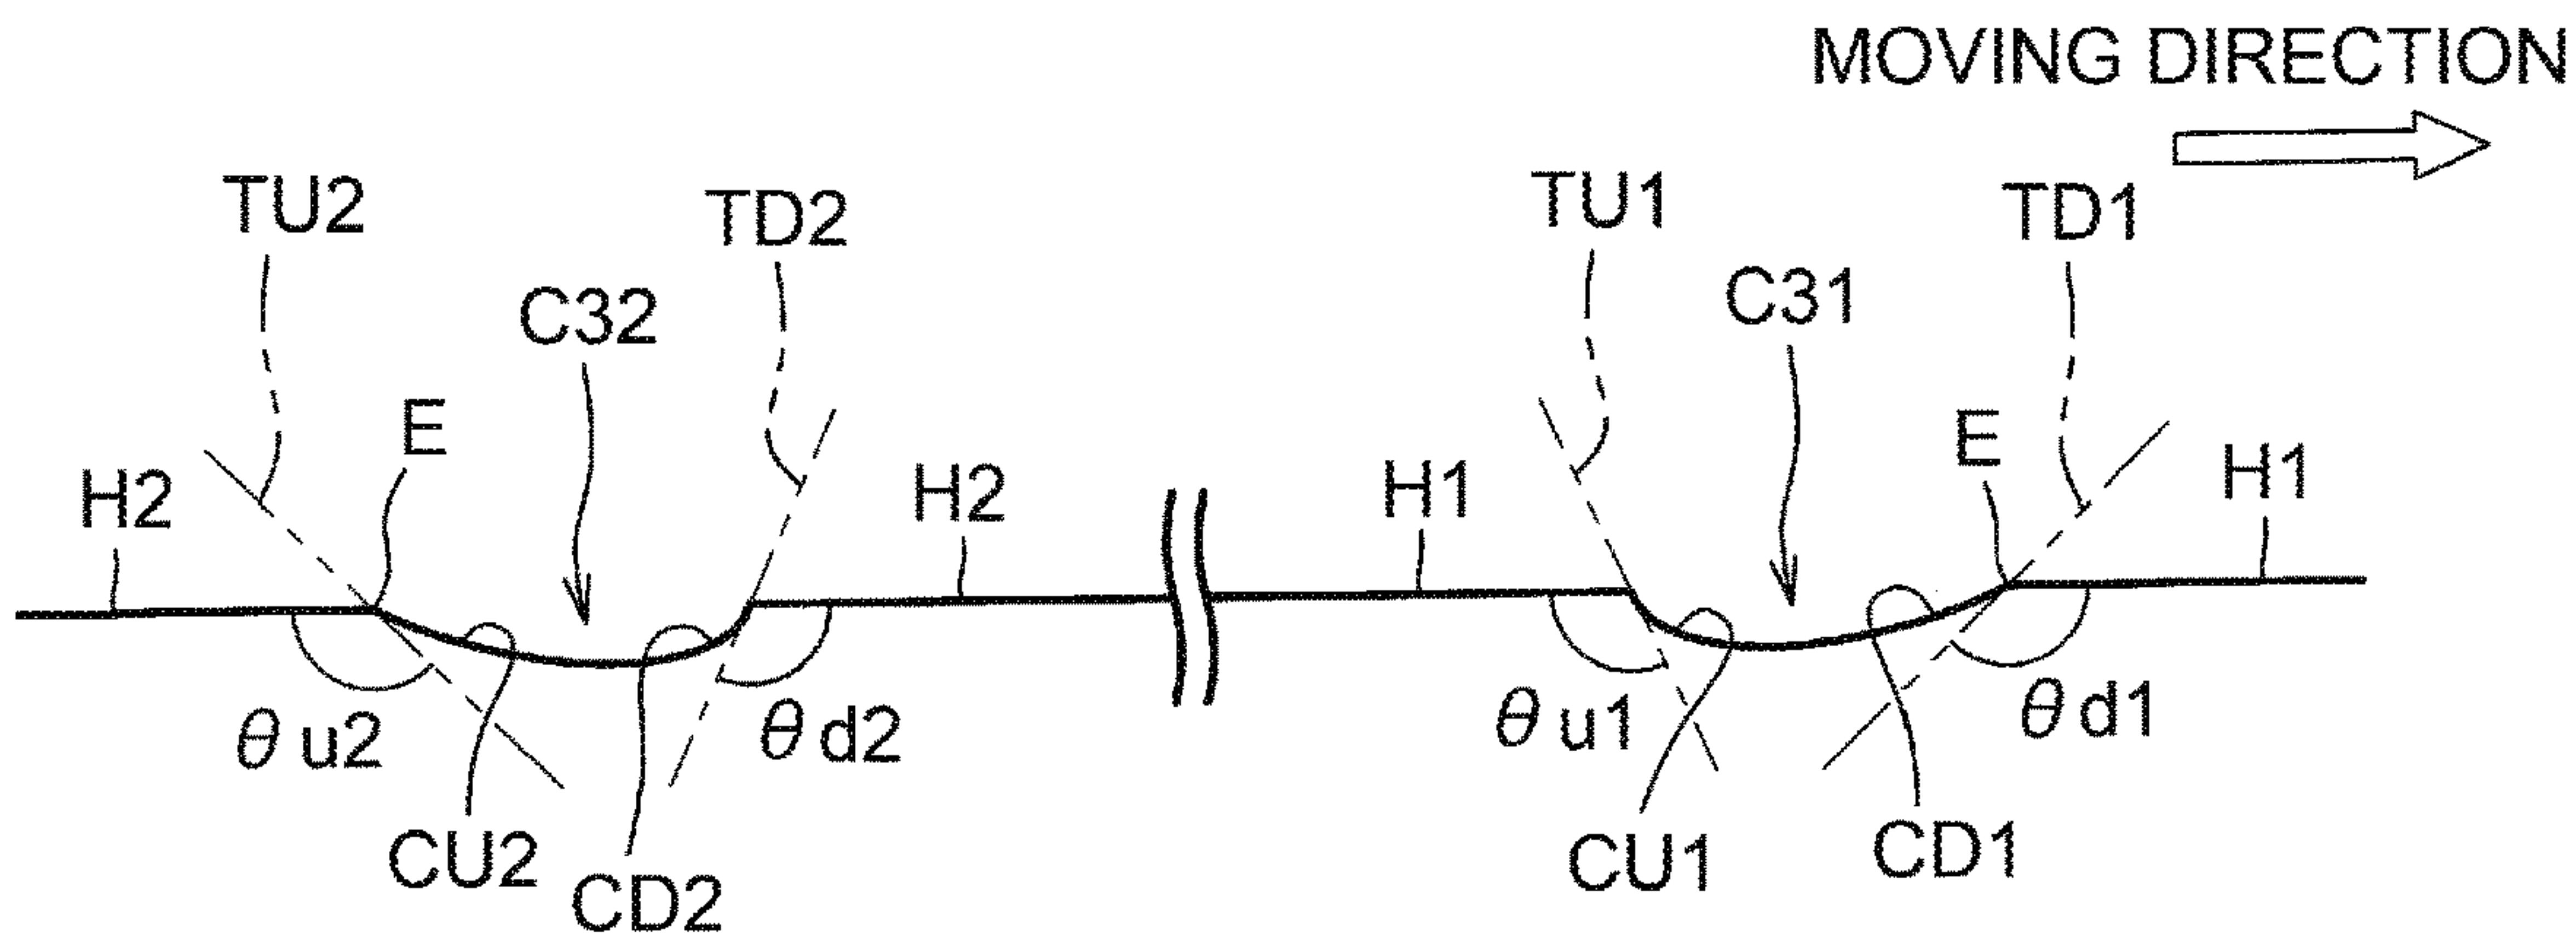 MOVING DIRECTION
TU2
TD2
TU1
TD1
C32
C31
E
E
H2
H2
H1
H1
θu2
θd2
θu1
θd1
CU2
CD2
CU1
CD1